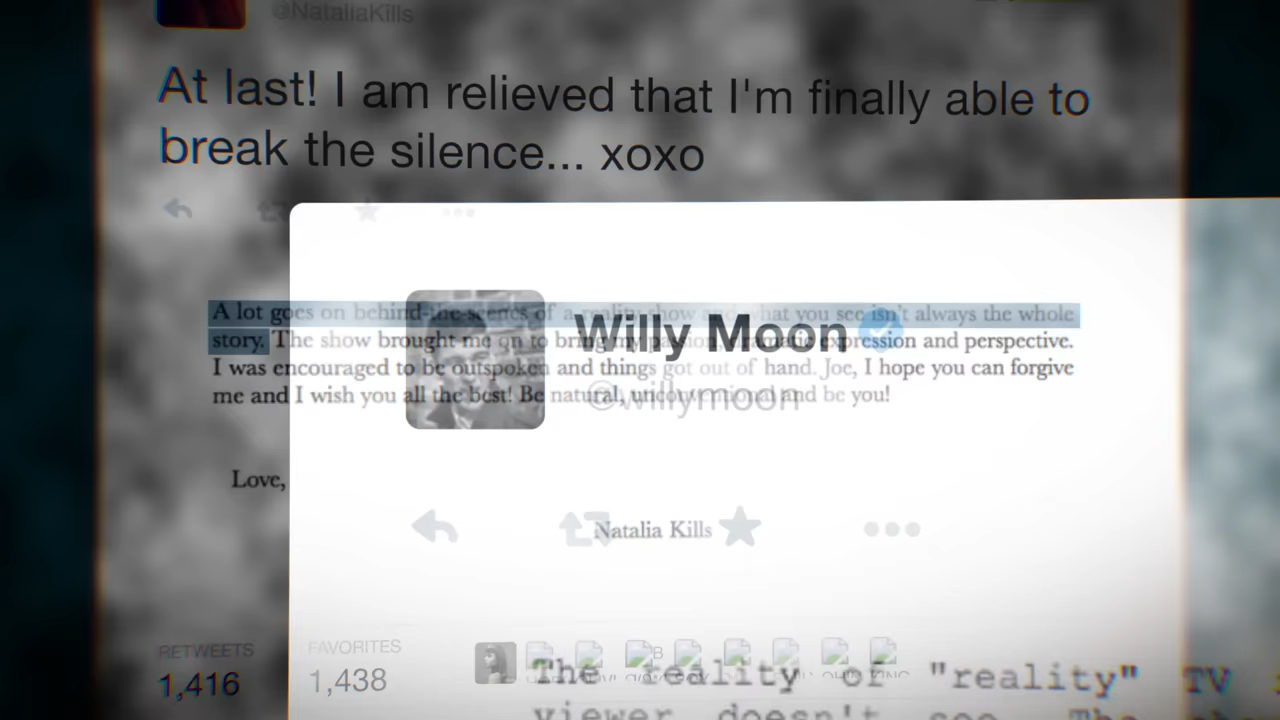 @NataliaKills
At last! I am relieved that I'm finally able to
break the silence... xoxo
A lot goes on behind-the-scenes of a reality show and what you see isn't always the whole
story. The show brought me on to bring my passion, dramatic expression and perspective.
I was encouraged to be outspoken and things got out of hand. Joe, I hope you can forgive
me and I wish you all the best! Be natural, unconventional and be you!
Willy Moon
@willymoon
Love,
Natalia Kills
RETWEETS
1,416
FAVORITES
1,438
The reality of "reality" TV
viewer doesn't see. The